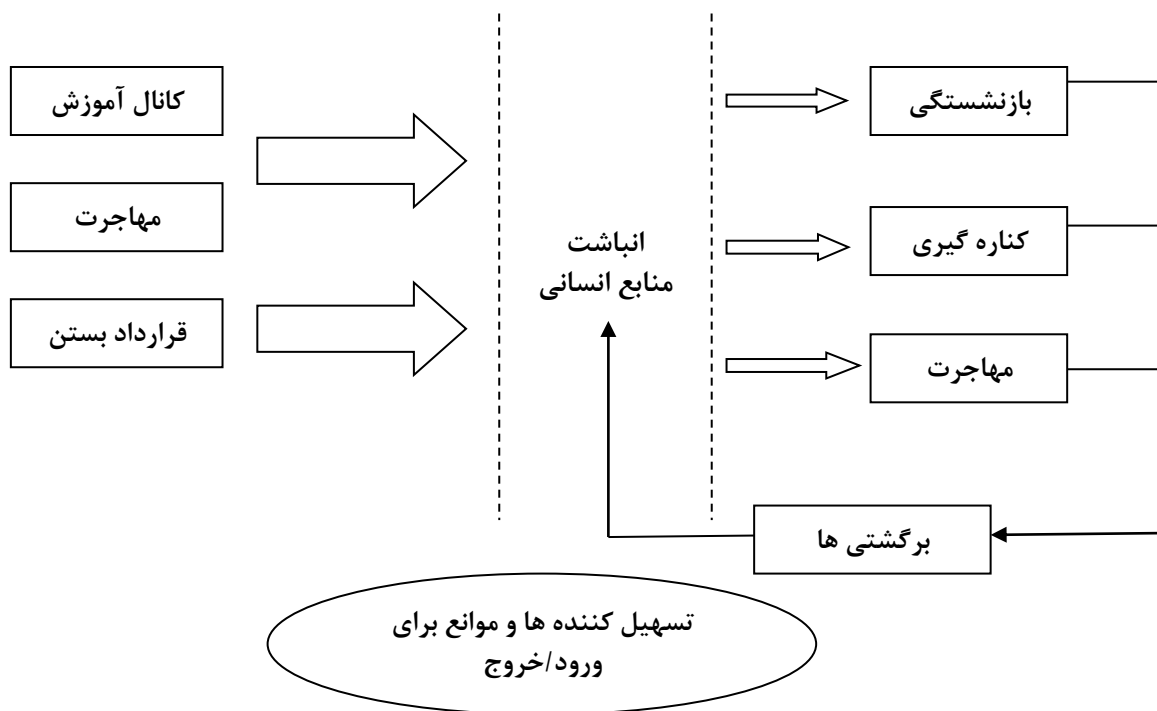 کانال آموزش
مهاجرت
قرارداد بستن
انباشت
منابع انسانی
بازنشستگی
کناره گیری
مهاجرت
برگشتی ها
تسهیل کننده ها و موانع برای
ورود/خروج